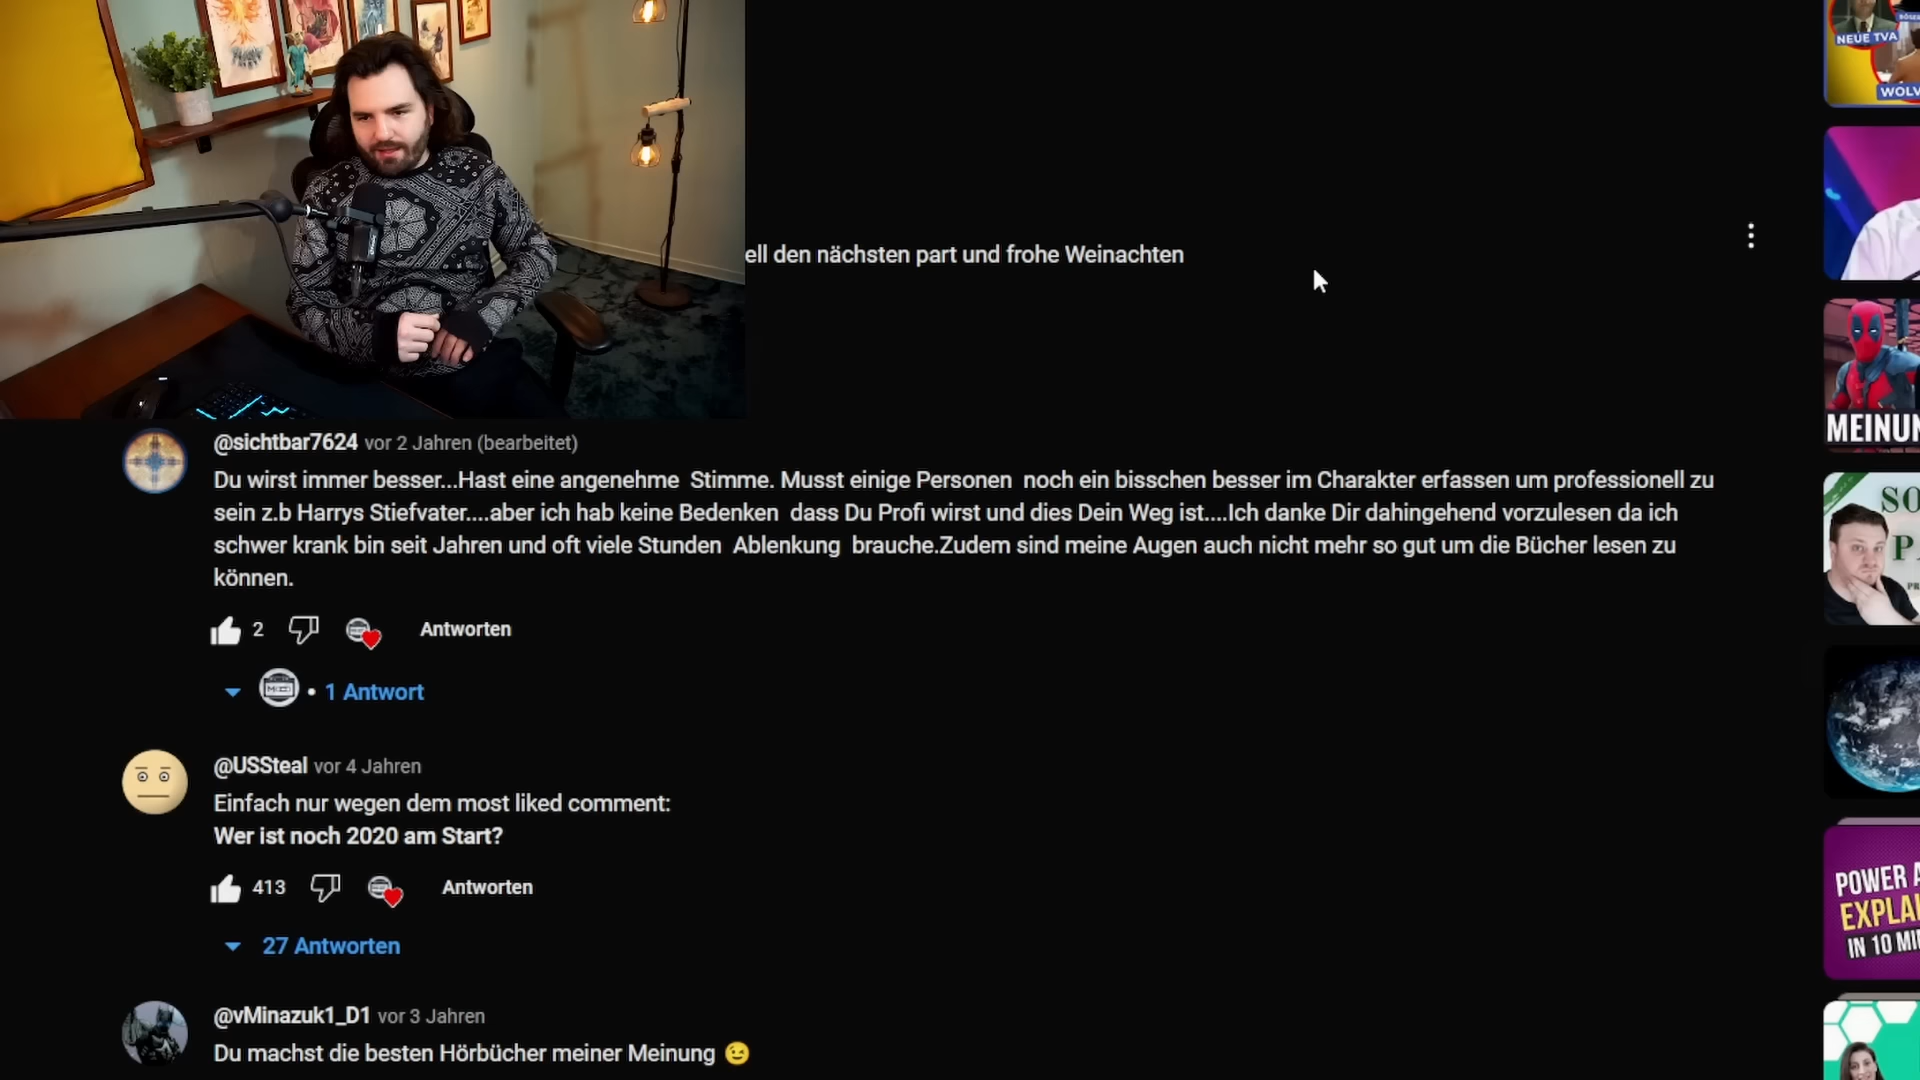 NEUE TVA
WOLV
ell den nächsten part und frohe Weinachten
MEINUN
@sichtbar7624 vor 2 Jahren (bearbeitet)
Du wirst immer besser...Hast eine angenehme Stimme. Musst einige Personen noch ein bisschen besser im Charakter erfassen um professionell zu
sein z.b Harrys Stiefvater....aber ich hab keine Bedenken dass Du Profi wirst und dies Dein Weg ist....Ich danke Dir dahingehend vorzulesen da ich
schwer krank bin seit Jahren und oft viele Stunden Ablenkung brauche.Zudem sind meine Augen auch nicht mehr so gut um die Bücher lesen zu
können.
SO
PA
2 Antworten
1 Antwort
@USSteal vor 4 Jahren
Einfach nur wegen dem most liked comment:
Wer ist noch 2020 am Start?
413 Antworten
27 Antworten
POWER A
EXPLAI
IN 10 MI
@vMinazuk1_D1 vor 3 Jahren
Du machst die besten Hörbücher meiner Meinung 😉